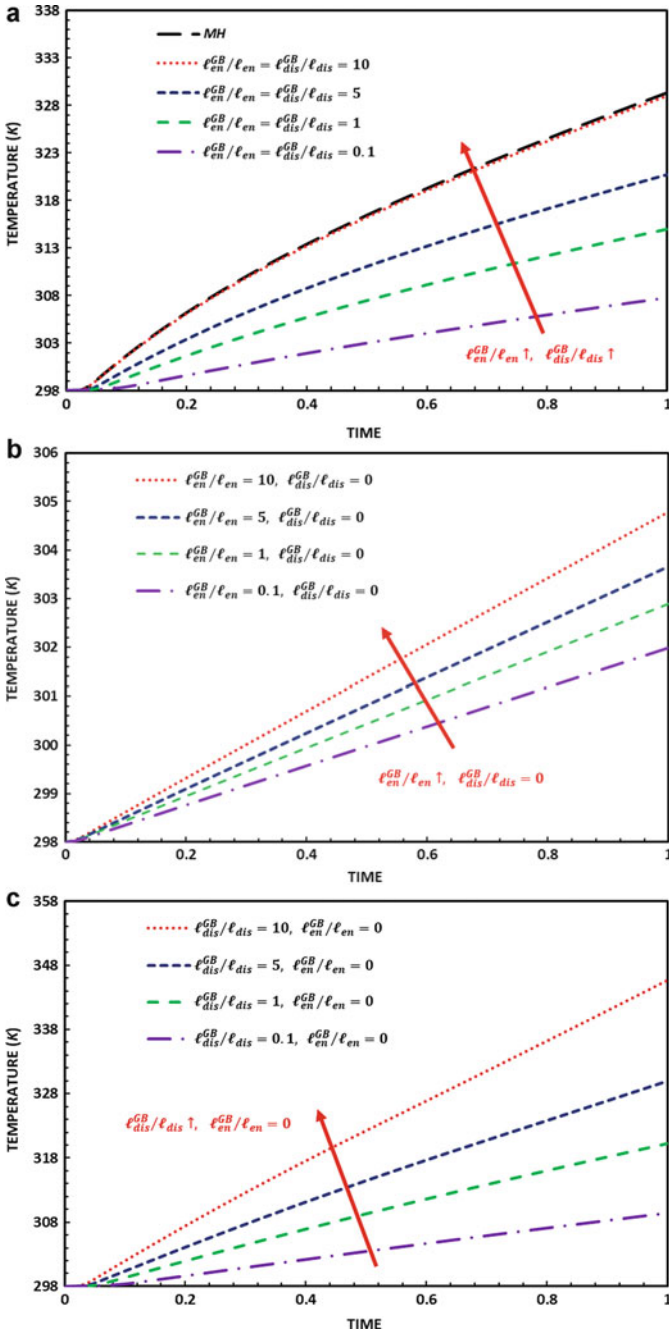 a
338
333
328
323
318
313
308
303
298
TEMPERATURE (K)
MH
ℓ_en^GB/ℓ_en = ℓ_dis^GB/ℓ_dis = 10
ℓ_en^GB/ℓ_en = ℓ_dis^GB/ℓ_dis = 5
ℓ_en^GB/ℓ_en = ℓ_dis^GB/ℓ_dis = 1
ℓ_en^GB/ℓ_en = ℓ_dis^GB/ℓ_dis = 0.1
ℓ_en^GB/ℓ_en ↑, ℓ_dis^GB/ℓ_dis ↑
0 0.2 0.4 0.6 0.8 1
TIME
b
306
305
304
303
302
301
300
299
298
TEMPERATURE (K)
ℓ_en^GB/ℓ_en = 10, ℓ_dis^GB/ℓ_dis = 0
ℓ_en^GB/ℓ_en = 5, ℓ_dis^GB/ℓ_dis = 0
ℓ_en^GB/ℓ_en = 1, ℓ_dis^GB/ℓ_dis = 0
ℓ_en^GB/ℓ_en = 0.1, ℓ_dis^GB/ℓ_dis = 0
ℓ_en^GB/ℓ_en ↑, ℓ_dis^GB/ℓ_dis = 0
0 0.2 0.4 0.6 0.8 1
TIME
c
358
348
338
328
318
308
298
TEMPERATURE (K)
ℓ_dis^GB/ℓ_dis = 10, ℓ_en^GB/ℓ_en = 0
ℓ_dis^GB/ℓ_dis = 5, ℓ_en^GB/ℓ_en = 0
ℓ_dis^GB/ℓ_dis = 1, ℓ_en^GB/ℓ_en = 0
ℓ_dis^GB/ℓ_dis = 0.1, ℓ_en^GB/ℓ_en = 0
ℓ_dis^GB/ℓ_dis ↑, ℓ_en^GB/ℓ_en = 0
0 0.2 0.4 0.6 0.8 1
TIME